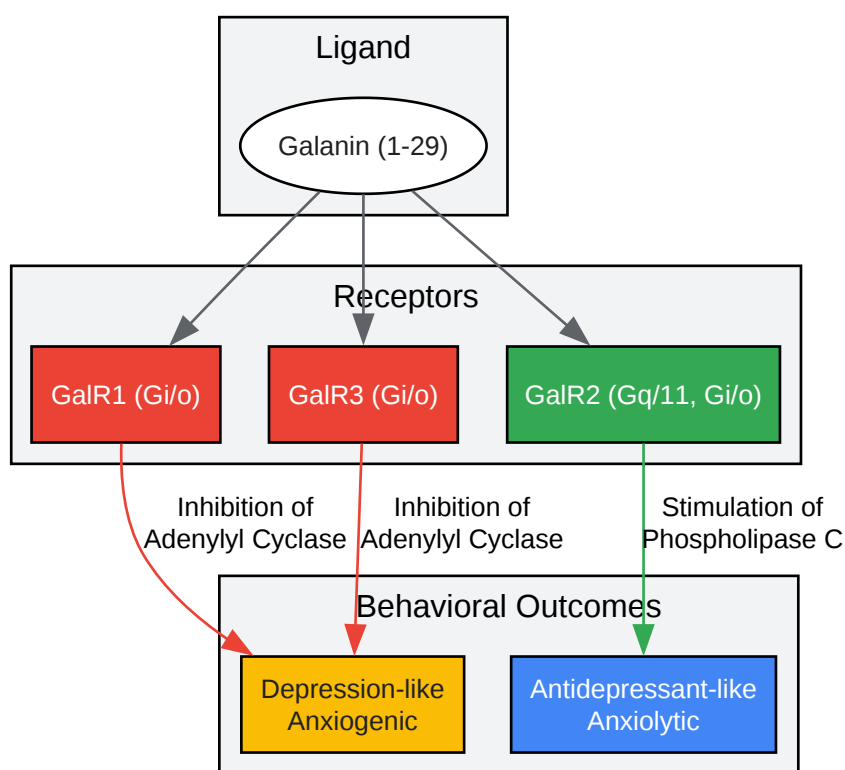 Ligand
Galanin (1-29)
Receptors
GalR1 (Gi/o)
GalR3 (Gi/o)
GalR2 (Gq/11, Gi/o)
Inhibition of
Adenylyl Cyclase
Inhibition of
Adenylyl Cyclase
Stimulation of
Phospholipase C
Behavioral Outcomes
Depression-like
Anxiogenic
Antidepressant-like
Anxiolytic